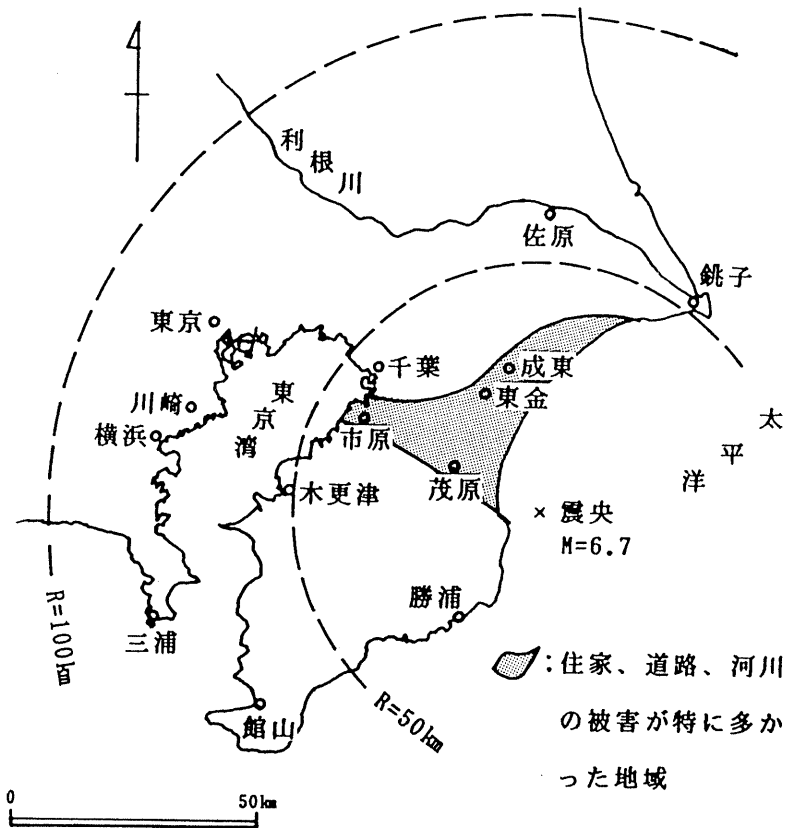 利根川
佐原
銚子
東京
千葉
成東
川崎
東京湾
東金
横浜
市原
太平洋
茂原
木更津
× 震央
M=6.7
勝浦
R=100km
三浦
:住家、道路、河川
の被害が特に多か
った地域
R=50km
館山
0
50km